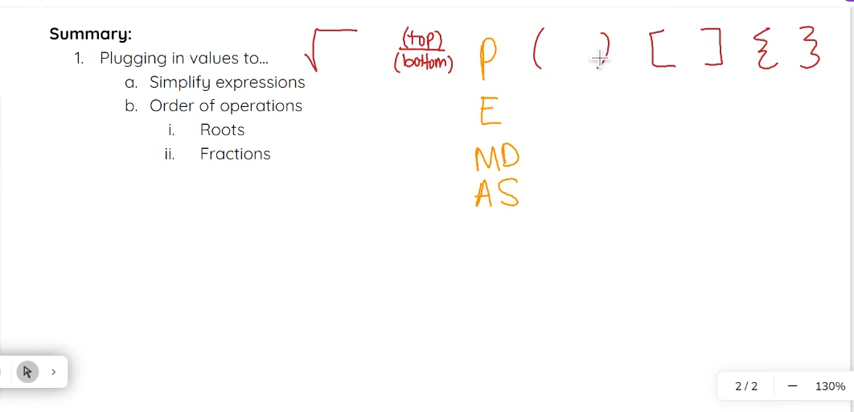 Summary:
1. Plugging in values to...
a. Simplify expressions
b. Order of operations
i. Roots
ii. Fractions
√
(top)
(bottom)
P ( ) [ ] { }
E
MD
AS
2 / 2 − 130%